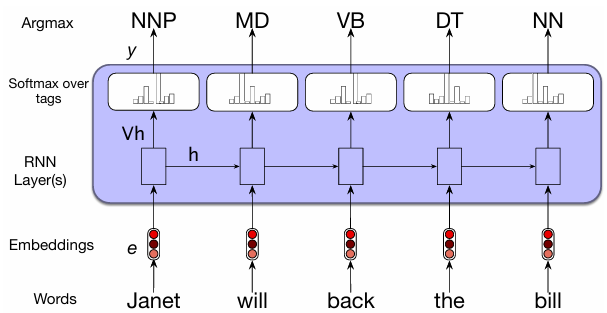 Argmax NNP MD VB DT NN
y
Softmax over
tags
Vh
h
RNN
Layer(s)
Embeddings e
Words Janet will back the bill